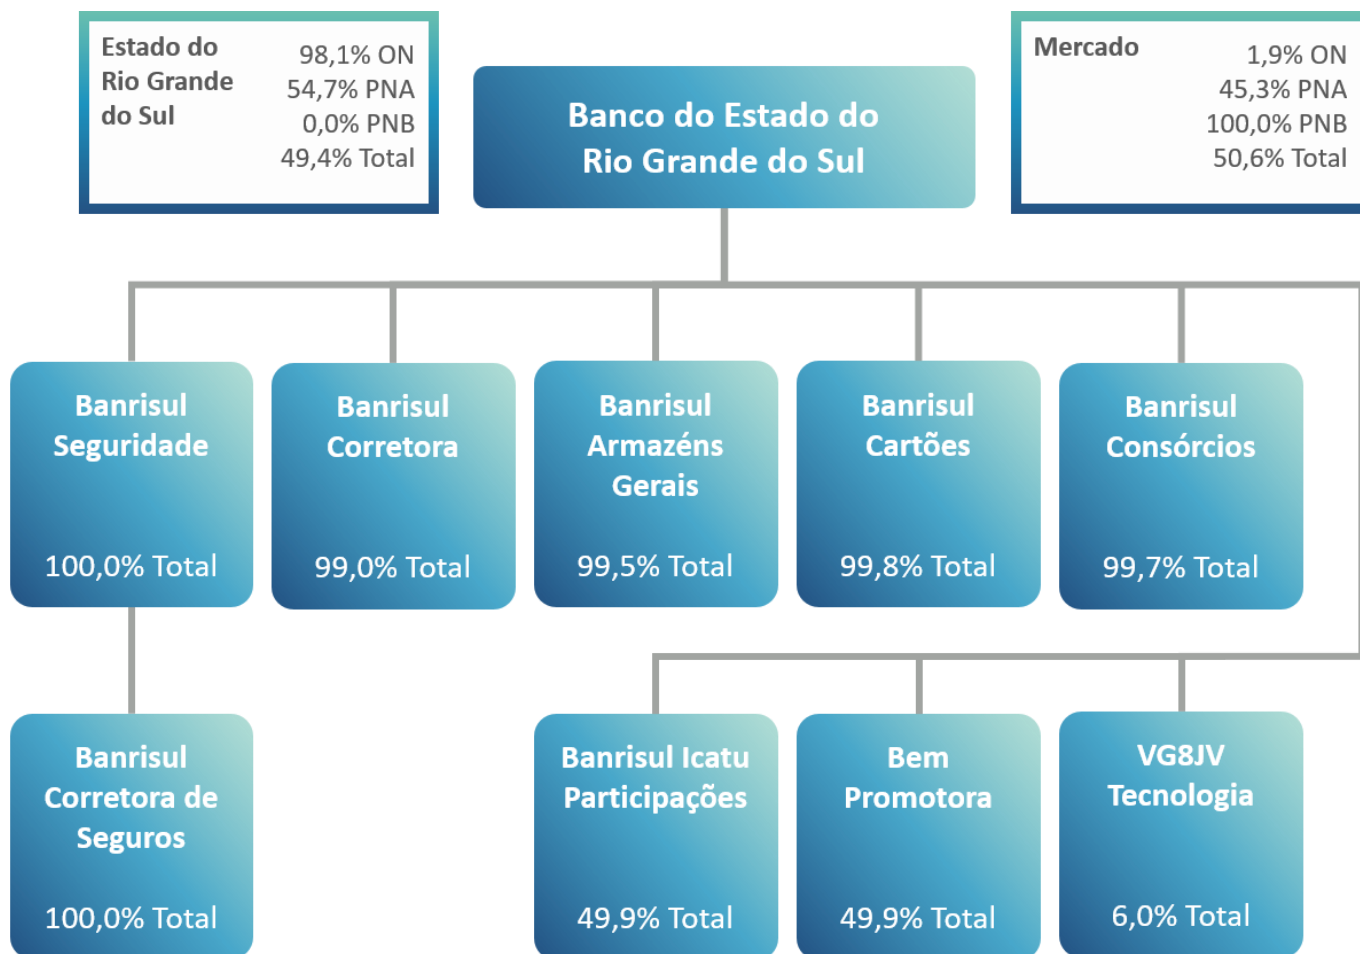 Estado do
Rio Grande
do Sul
98,1% ON
54,7% PNA
0,0% PNB
49,4% Total
Banco do Estado do
Rio Grande do Sul
Mercado
1,9% ON
45,3% PNA
100,0% PNB
50,6% Total
Banrisul
Seguridade
100,0% Total
Banrisul
Corretora
99,0% Total
Banrisul
Armazéns
Gerais
99,5% Total
Banrisul
Cartões
99,8% Total
Banrisul
Consórcios
99,7% Total
Banrisul
Corretora de
Seguros
100,0% Total
Banrisul Icatu
Participações
49,9% Total
Bem
Promotora
49,9% Total
VG8JV
Tecnologia
6,0% Total